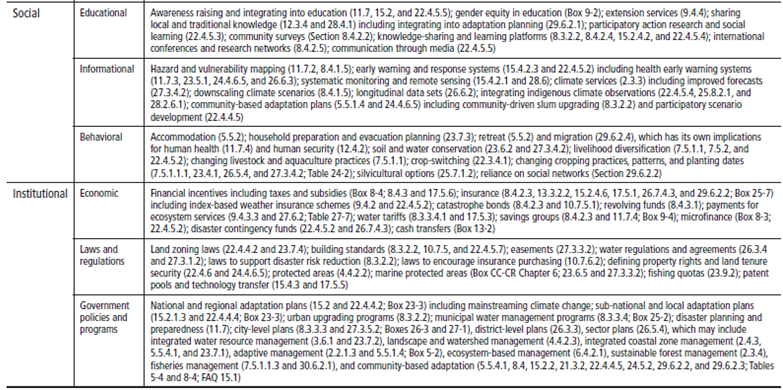 Social Educational Awareness raising and integrating into education (11.7, 15.2, and 22.4.5.5); gender equity in education (Box 9-2); extension services (9.4.4); sharing
local and traditional knowledge (12.3.4 and 28.4.1) including integrating into adaptation planning (29.6.2.1); participatory action research and social
learning (22.4.5.3); community surveys (Section 8.4.2.2); knowledge-sharing and learning platforms (8.3.2.2, 8.4.2.4, 15.2.4.2, and 22.4.5.4); international
conferences and research networks (8.4.2.5); communication through media (22.4.5.5)
Informational Hazard and vulnerability mapping (11.7.2, 8.4.1.5); early warning and response systems (15.4.2.3 and 22.4.5.2) including health early warning systems
(11.7.3, 23.5.1, 24.4.6.5, and 26.6.3); systematic monitoring and remote sensing (15.4.2.1 and 28.6); climate services (2.3.3) including improved forecasts
(27.3.4.2); downscaling climate scenarios (8.4.1.5); longitudinal data sets (26.6.2); integrating indigenous climate observations (22.4.5.4, 25.8.2.1, and
28.2.6.1); community-based adaptation plans (5.5.1.4 and 24.4.6.5) including community-driven slum upgrading (8.3.2.2) and participatory scenario
development (22.4.4.5)
Behavioral Accommodation (5.5.2); household preparation and evacuation planning (23.7.3); retreat (5.5.2) and migration (29.6.2.4), which has its own implications
for human health (11.7.4) and human security (12.4.2); soil and water conservation (23.6.2 and 27.3.4.2); livelihood diversification (7.5.1.1, 7.5.2, and
22.4.5.2); changing livestock and aquaculture practices (7.5.1.1); crop-switching (22.3.4.1); changing cropping practices, patterns, and planting dates
(7.5.1.1.1, 23.4.1, 26.5.4, and 27.3.4.2; Table 24-2); silvicultural options (25.7.1.2); reliance on social networks (Section 29.6.2.2)
Institutional Economic Financial incentives including taxes and subsidies (Box 8-4; 8.4.3 and 17.5.6); insurance (8.4.2.3, 13.3.2.2, 15.2.4.6, 17.5.1, 26.7.4.3, and 29.6.2.2; Box 25-7)
including index-based weather insurance schemes (9.4.2 and 22.4.5.2); catastrophe bonds (8.4.2.3 and 10.7.5.1); revolving funds (8.4.3.1); payments for
ecosystem services (9.4.3.3 and 27.6.2; Table 27-7); water tariffs (8.3.3.4.1 and 17.5.3); savings groups (8.4.2.3 and 11.7.4; Box 9-4); microfinance (Box 8-3;
22.4.5.2); disaster contingency funds (22.4.5.2 and 26.7.4.3); cash transfers (Box 13-2)
Laws and Land zoning laws (22.4.4.2 and 23.7.4); building standards (8.3.2.2, 10.7.5, and 22.4.5.7); easements (27.3.3.2); water regulations and agreements (26.3.4
regulations and 27.3.1.2); laws to support disaster risk reduction (8.3.2.2); laws to encourage insurance purchasing (10.7.6.2); defining property rights and land tenure
security (22.4.6 and 24.4.6.5); protected areas (4.4.2.2); marine protected areas (Box CC-CR Chapter 6; 23.6.5 and 27.3.3.2); fishing quotas (23.9.2); patent
pools and technology transfer (15.4.3 and 17.5.5)
Government National and regional adaptation plans (15.2 and 22.4.4.2; Box 23-3) including mainstreaming climate change; sub-national and local adaptation plans
policies and (15.2.1.3 and 22.4.4.4; Box 23-3); urban upgrading programs (8.3.2.2); municipal water management programs (8.3.3.4; Box 25-2); disaster planning and
programs preparedness (11.7); city-level plans (8.3.3.3 and 27.3.5.2; Boxes 26-3 and 27-1), district-level plans (26.3.3), sector plans (26.5.4), which may include
integrated water resource management (3.6.1 and 23.7.2), landscape and watershed management (4.4.2.3), integrated coastal zone management (2.4.3,
5.5.4.1, and 23.7.1), adaptive management (2.2.1.3 and 5.5.1.4; Box 5-2), ecosystem-based management (6.4.2.1), sustainable forest management (2.3.4),
fisheries management (7.5.1.1.3 and 30.6.2.1), and community-based adaptation (5.5.4.1, 8.4, 15.2.2, 21.3.2, 22.4.4.5, 24.5.2, 29.6.2.2, and 29.6.2.3; Tables
5-4 and 8-4; FAQ 15.1)